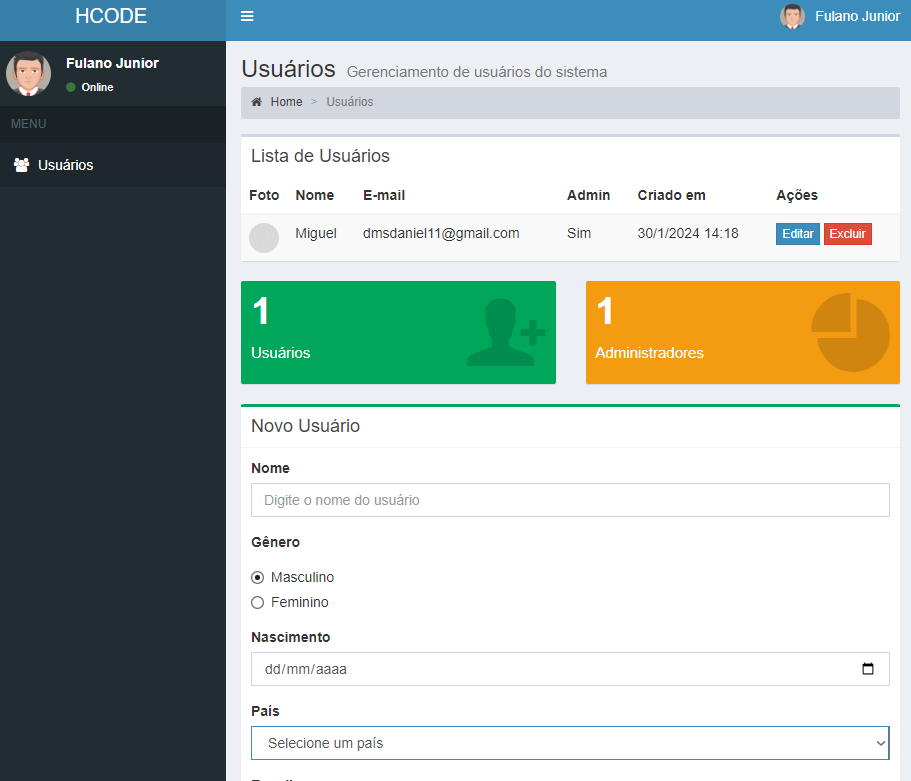 HCODE
Fulano Junior
Fulano Junior
Online
MENU
Usuários
Usuários Gerenciamento de usuários do sistema
Home > Usuários
Lista de Usuários
Foto Nome E-mail Admin Criado em Ações
Miguel dmsdaniel11@gmail.com Sim 30/1/2024 14:18 Editar Excluir
1
Usuários
1
Administradores
Novo Usuário
Nome
Digite o nome do usuário
Gênero
Masculino
Feminino
Nascimento
dd/mm/aaaa
País
Selecione um país